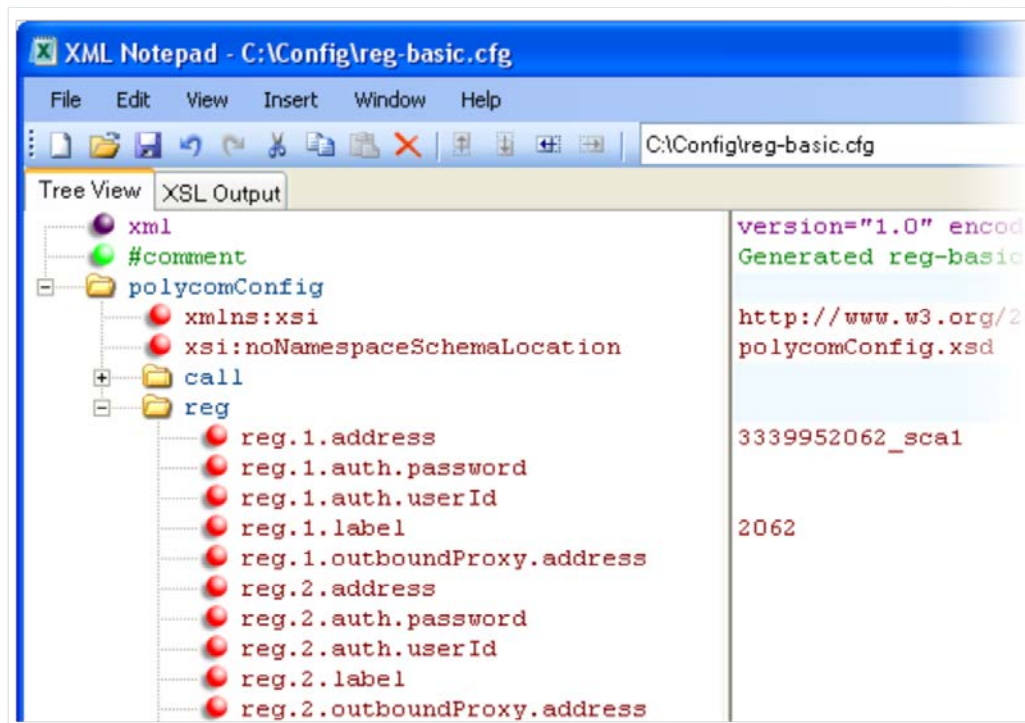 XML Notepad - C:\Config\reg-basic.cfg
File Edit View Insert Window Help
C:\Config\reg-basic.cfg
Tree View XSL Output
xml version="1.0" encod
#comment Generated reg-basic
polycomConfig
xmlns:xsi http://www.w3.org/2
xsi:noNamespaceSchemaLocation polycomConfig.xsd
call
reg
reg.1.address 3339952062_sca1
reg.1.auth.password
reg.1.auth.userId
reg.1.label 2062
reg.1.outboundProxy.address
reg.2.address
reg.2.auth.password
reg.2.auth.userId
reg.2.label
reg.2.outboundProxy.address